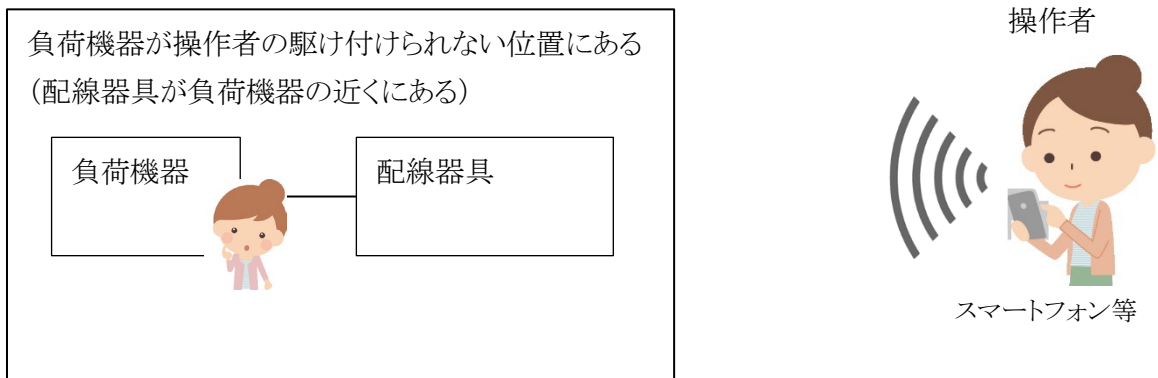 負荷機器が操作者の駆け付けられない位置にある
（配線器具が負荷機器の近くにある）
負荷機器
配線器具
操作者
スマートフォン等